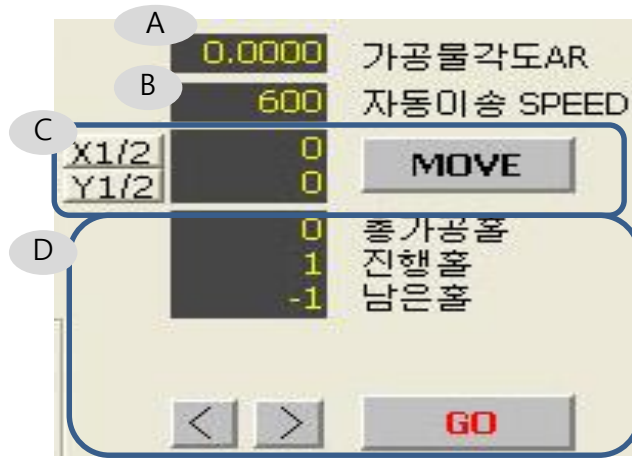 A
0.0000 가공물각도AR
B
600 자동이송 SPEED
C
X1/2 0 MOVE
Y1/2 0
D
0 총가공홀
1 진행홀
-1 남은홀
< > GO